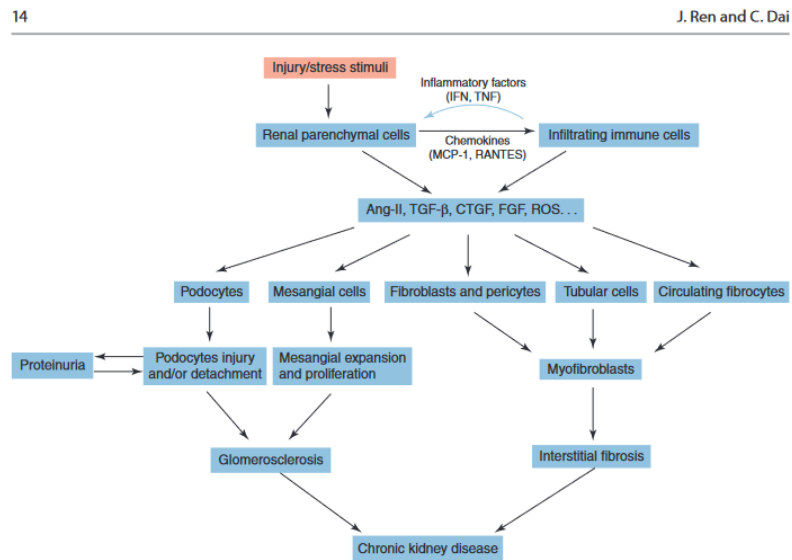 14
J. Ren and C. Dai
Injury/stress stimuli
Inflammatory factors
(IFN, TNF)
Renal parenchymal cells
Infiltrating immune cells
Chemokines
(MCP-1, RANTES)
Ang-II, TGF-β, CTGF, FGF, ROS. . .
Podocytes
Mesangial cells
Fibroblasts and pericytes
Tubular cells
Circulating fibrocytes
Proteinuria
Podocytes injury
and/or detachment
Mesangial expansion
and proliferation
Myofibroblasts
Glomerosclerosis
Interstitial fibrosis
Chronic kidney disease